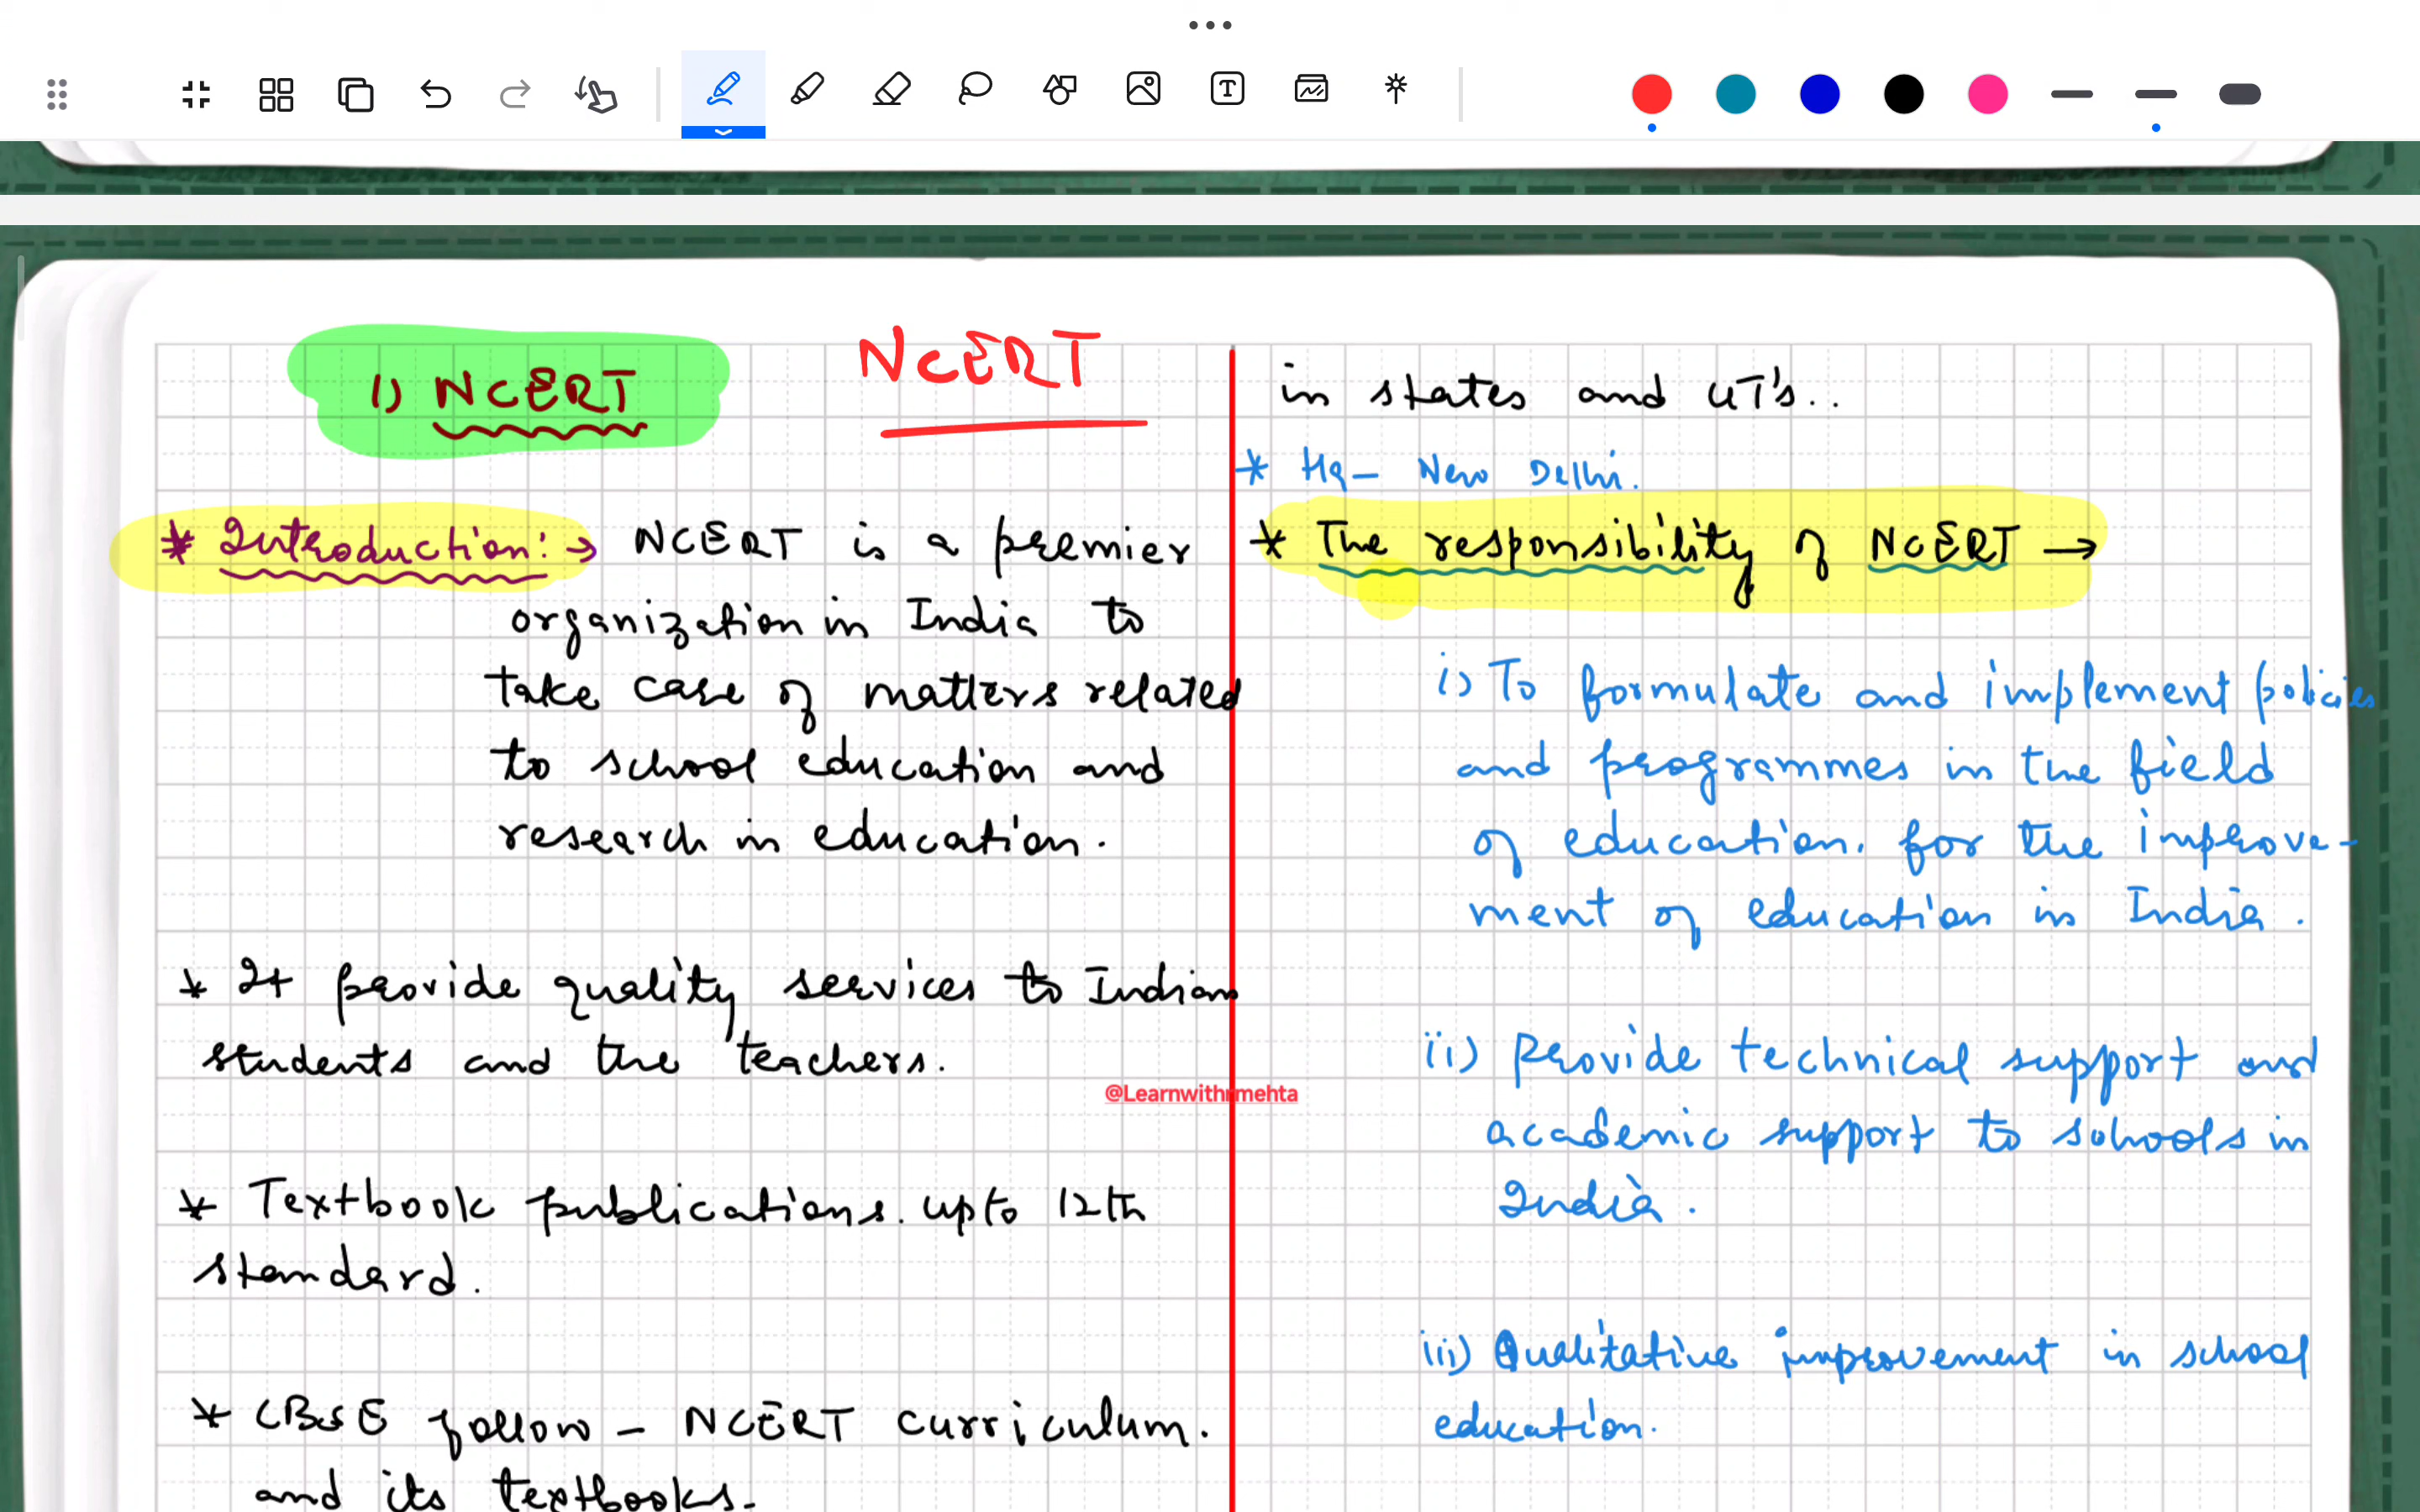 1) NCERT
NCERT
* Introduction: → NCERT is a premier
organization in India to
take care of matters related
to school education and
research in education.
* It provide quality services to Indian
students and the teachers.
@Learnwithrmehta
* Textbook publications. upto 12th
standard.
* CBSE follow - NCERT curriculum.
and its textbooks.
in states and UT's..
* Hq - New Delhi.
* The responsibility of NCERT →
i) To formulate and implement policies
and programmes in the field
of education. for the improve-
ment of education in India.
ii) Provide technical support and
academic support to schools in
India.
iii) Qualitative improvement in school
education.